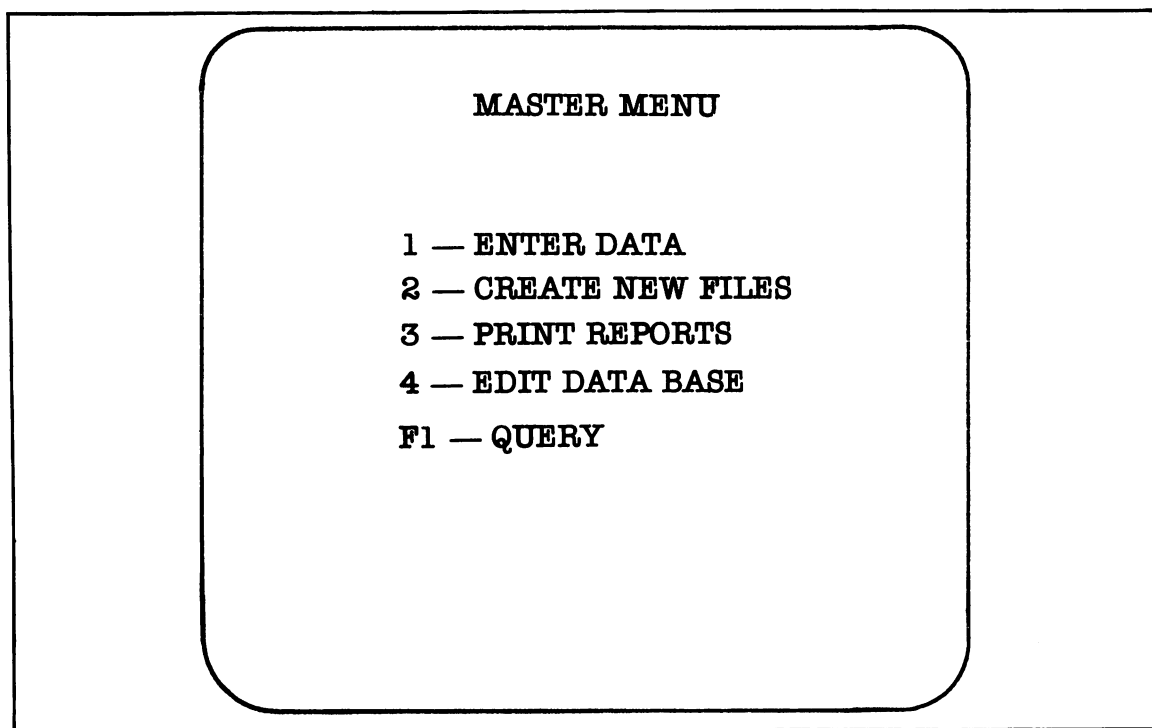 MASTER MENU
1 — ENTER DATA
2 — CREATE NEW FILES
3 — PRINT REPORTS
4 — EDIT DATA BASE
F1 — QUERY